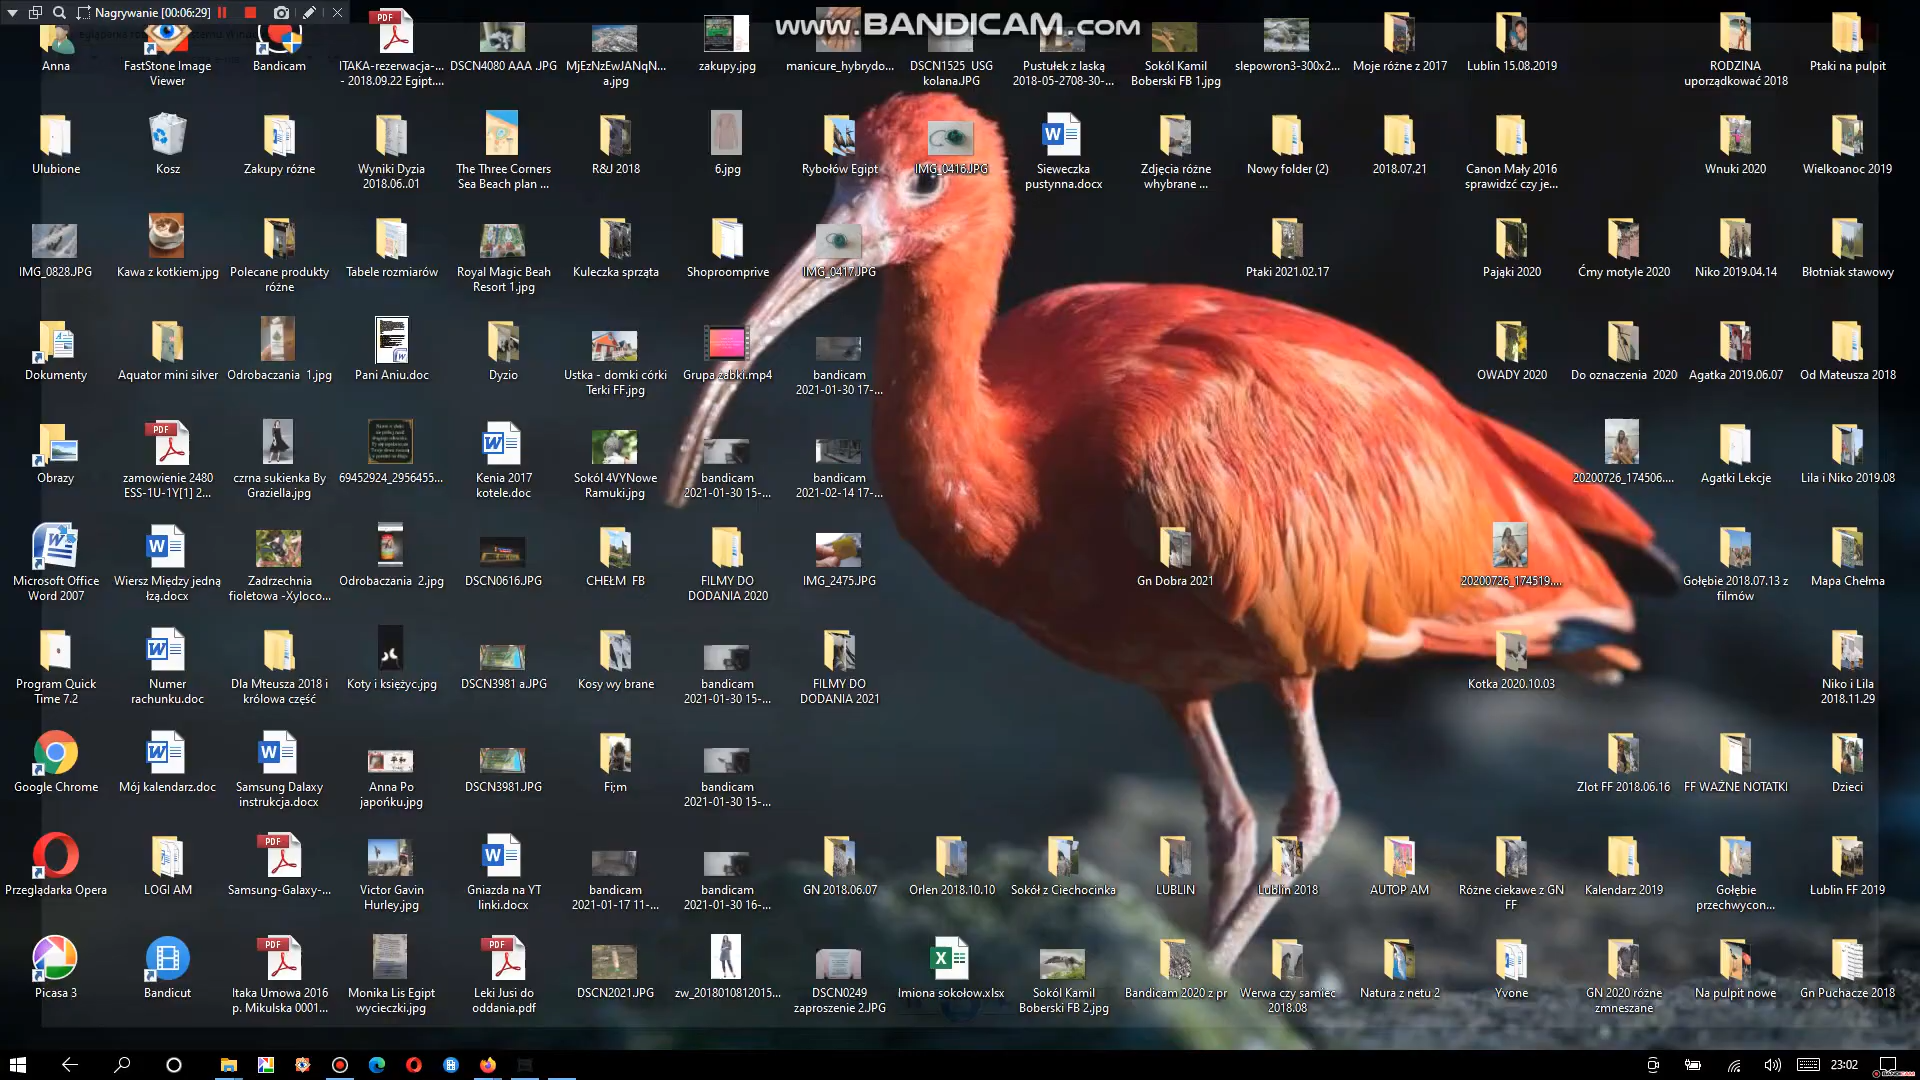 Nagrywanie [00:06:29]
www.BANDICAM.com
Anna
FastStone Image
Viewer
Bandicam
ITAKA-rezerwacja-...
- 2018.09.22 Egipt....
DSCN4080 AAA .JPG
MjEzNzEwJANqN...
a.jpg
zakupy.jpg
manicure_hybrydo...
DSCN1525 USG
kolana.JPG
Pustułek z laską
2018-05-2708-30-...
Sokół Kamil
Boberski FB 1.jpg
slepowron3-300x2...
Moje różne z 2017
Lublin 15.08.2019
RODZINA
uporządkować 2018
Ptaki na pulpit
Ulubione
Kosz
Zakupy różne
Wyniki Dyzia
2018.06..01
The Three Corners
Sea Beach plan ...
R&J 2018
6.jpg
Rybołów Egipt
IMG_0416.JPG
Sieweczka
pustynna.docx
Zdjęcia różne
whybrane ...
Nowy folder (2)
2018.07.21
Canon Mały 2016
sprawidź czy je...
Wnuki 2020
Wielkoanoc 2019
IMG_0828.JPG
Kawa z kotkiem.jpg
Polecane produkty
różne
Tabele rozmiarów
Royal Magic Beah
Resort 1.jpg
Kuleczka sprząta
Shoproomprive
IMG_0417.JPG
Ptaki 2021.02.17
Pająki 2020
Ćmy motyle 2020
Niko 2019.04.14
Błotniak stawowy
Dokumenty
Aquator mini silver
Odrobaczania  1.jpg
Pani Aniu.doc
Dyzio
Ustka - domki córki
Terki FF.jpg
Grupa żabki.mp4
bandicam
2021-01-30 17-...
OWADY 2020
Do oznaczenia  2020
Agatka 2019.06.07
Od Mateusza 2018
Obrazy
zamowienie 2480
ESS-1U-1Y[1] 2...
czrna sukienka By
Graziella.jpg
69452924_2956455...
Kenia 2017
kotele.doc
Sokół 4VYNowe
Ramuki.jpg
bandicam
2021-01-30 15-...
bandicam
2021-02-14 17-...
20200726_174506....
Agatki Lekcje
Lila i Niko 2019.08
Microsoft Office
Word 2007
Wiersz Między jedną
łzą.docx
Zadrzechnia
fioletowa -Xyloco...
Odrobaczania  2.jpg
DSCN0616.JPG
CHEŁM  FB
FILMY DO
DODANIA 2020
IMG_2475.JPG
Gn Dobra 2021
20200726_174519....
Gołębie 2018.07.13 z
filmów
Mapa Chełma
Program Quick
Time 7.2
Numer
rachunku.doc
Dla Mteusza 2018 i
królowa część
Koty i księżyc.jpg
DSCN3981 a.JPG
Kosy wy brane
bandicam
2021-01-30 15-...
FILMY DO
DODANIA 2021
Kotka 2020.10.03
Niko i Lila
2018.11.29
Google Chrome
Mój kalendarz.doc
Samsung Dalaxy
instrukcja.docx
Anna Po
japońku.jpg
DSCN3981.JPG
Fi;m
bandicam
2021-01-30 15-...
Zlot FF 2018.06.16
FF WAŻNE NOTATKI
Dzieci
Przeglądarka Opera
LOGI AM
Samsung-Galaxy-...
Victor Gavin
Hurley.jpg
Gniazda na YT
linki.docx
bandicam
2021-01-17 11-...
bandicam
2021-01-30 16-...
GN 2018.06.07
Orlen 2018.10.10
Sokół z Ciechocinka
LUBLIN
Lublin 2018
AUTOP AM
Różne ciekawe z GN
FF
Kalendarz 2019
Gołębie
przechwycon...
Lublin FF 2019
Picasa 3
Bandicut
Itaka Umowa 2016
p. Mikulska 0001...
Monika Lis Egipt
wycieczki.jpg
Leki Jusi do
oddania.pdf
DSCN2021.JPG
zw_2018010812015...
DSCN0249
zaproszenie 2.JPG
Imiona sokołow.xlsx
Sokół Kamil
Boberski FB 2.jpg
Bandicam 2020 z pr
Werwa czy samiec
2018.08
Natura z netu 2
Yvone
GN 2020 różne
zmneszane
Na pulpit nowe
Gn Puchacze 2018
23:02